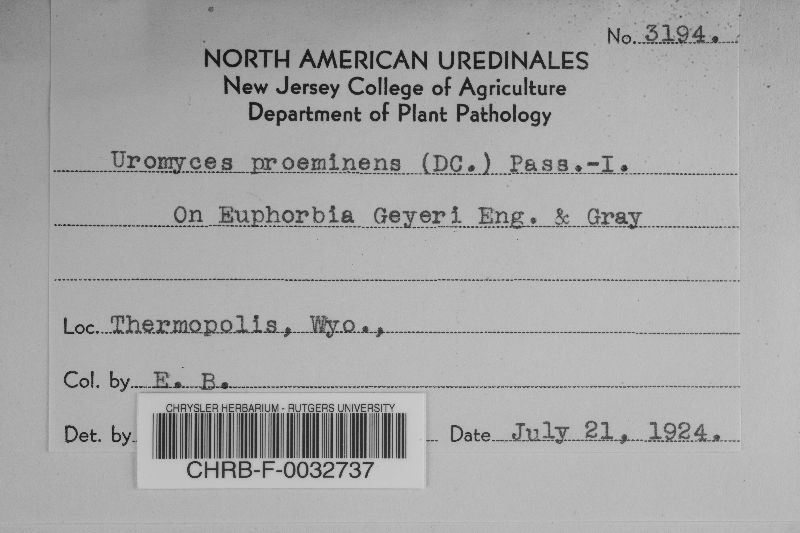 No. 3194.
NORTH AMERICAN UREDINALES
New Jersey College of Agriculture
Department of Plant Pathology
Uromyces proeminens (DC.) Pass.-I.
On Euphorbia Geyeri Eng. & Gray
Loc. Thermopolis, Wyo.,
Col. by E. B.
Det. by Date July 21, 1924.
CHRYSLER HERBARIUM - RUTGERS UNIVERSITY
CHRB-F-0032737